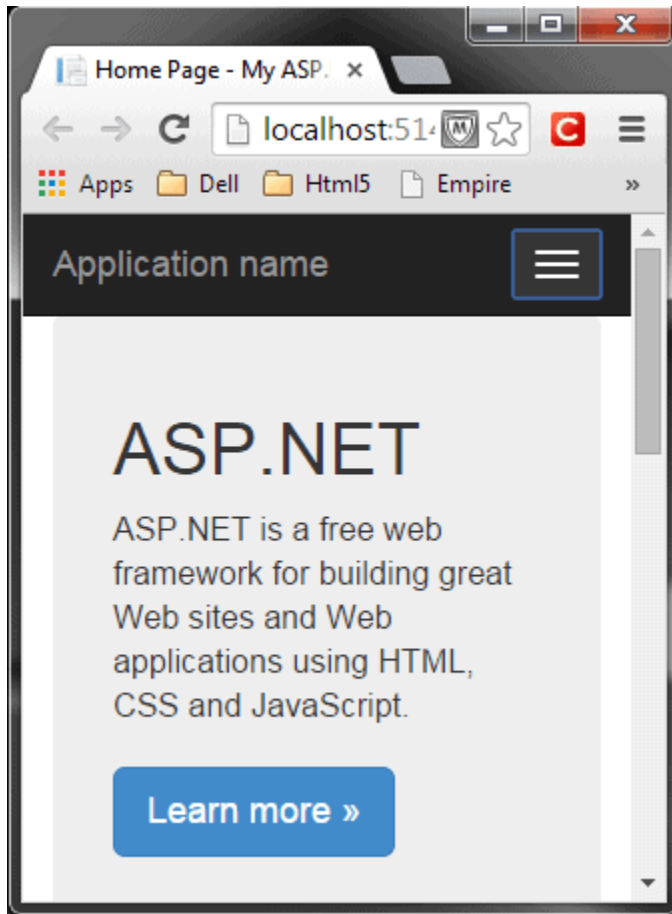 Home Page - My ASP.
localhost:514
Apps Dell Html5 Empire »
Application name
ASP.NET
ASP.NET is a free web
framework for building great
Web sites and Web
applications using HTML,
CSS and JavaScript.
Learn more »